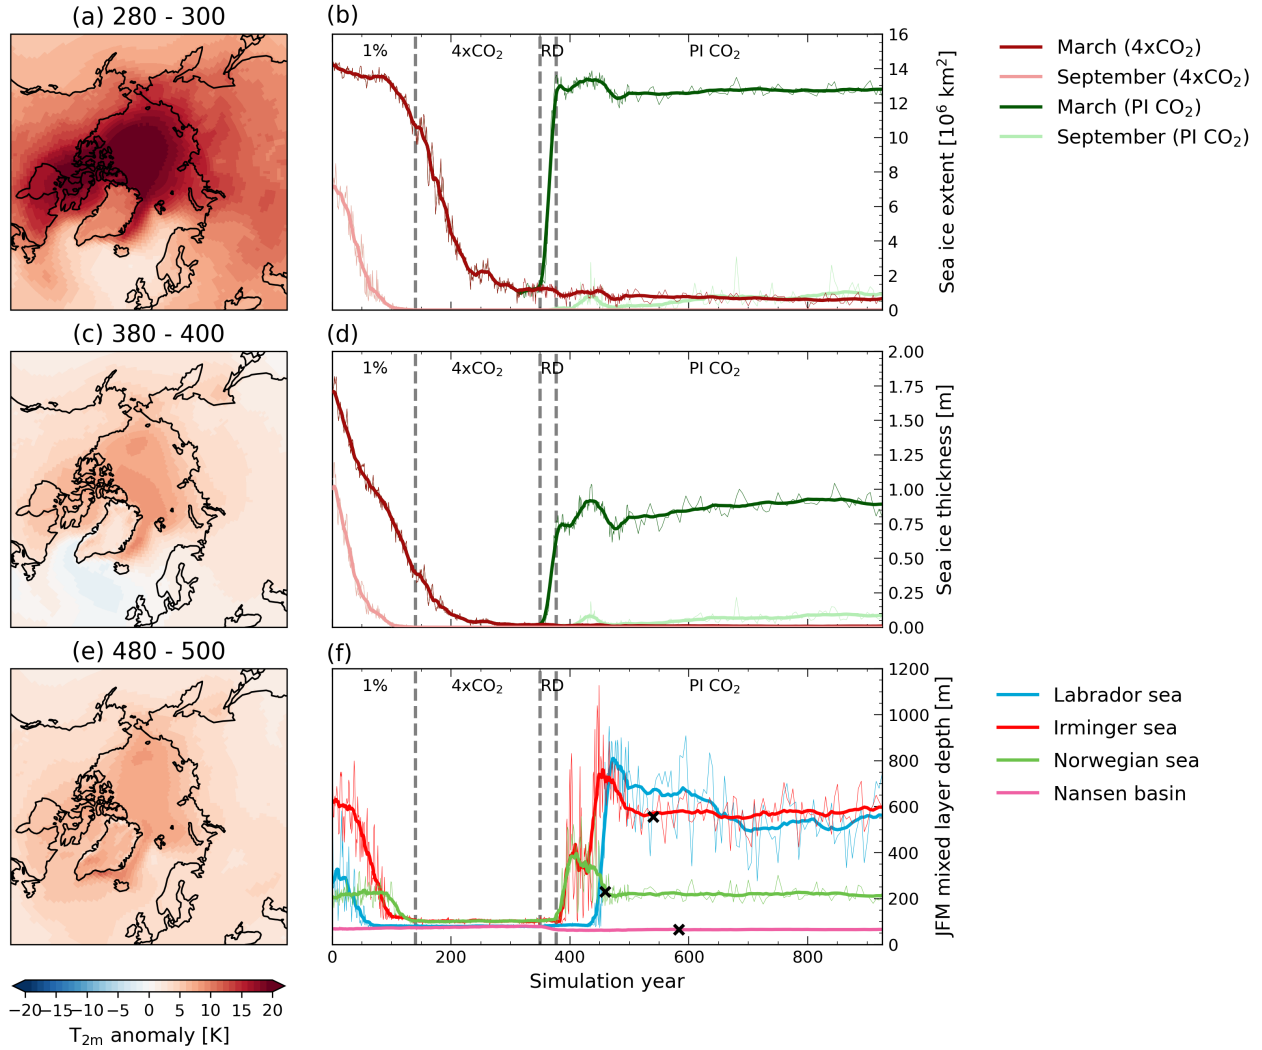 (a) 280 - 300
(b)
1% 4xCO₂ RD PI CO₂
16
14
12
10
8
6
4
2
0
Sea ice extent [10⁶ km²]
March (4xCO₂)
September (4xCO₂)
March (PI CO₂)
September (PI CO₂)
(c) 380 - 400
(d)
1% 4xCO₂ RD PI CO₂
2.00
1.75
1.50
1.25
1.00
0.75
0.50
0.25
0.00
Sea ice thickness [m]
(e) 480 - 500
(f)
1% 4xCO₂ RD PI CO₂
1200
1000
800
600
400
200
0
JFM mixed layer depth [m]
Labrador sea
Irminger sea
Norwegian sea
Nansen basin
0 200 400 600 800
Simulation year
−20 −15 −10 −5 0 5 10 15 20
T₂ₘ anomaly [K]